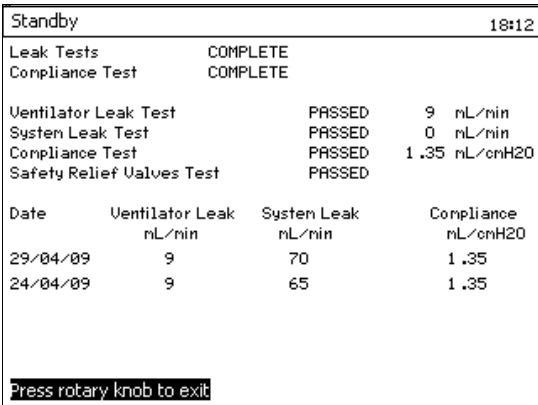 Standby 18:12
Leak Tests COMPLETE
Compliance Test COMPLETE
Ventilator Leak Test PASSED 9 mL/min
System Leak Test PASSED 0 mL/min
Compliance Test PASSED 1.35 mL/cmH2O
Safety Relief Valves Test PASSED
Date Ventilator Leak System Leak Compliance
mL/min mL/min mL/cmH2O
29/04/09 9 70 1.35
24/04/09 9 65 1.35
Press rotary knob to exit